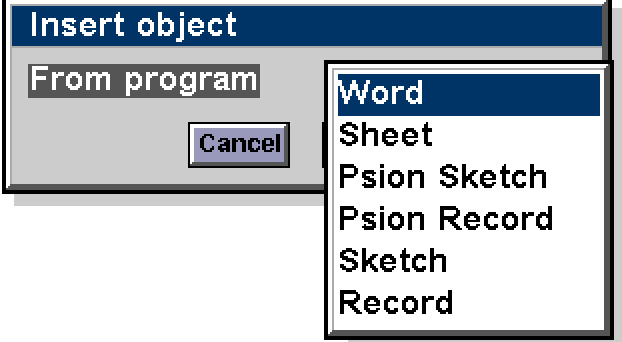 Insert object
From program
Cancel
Word
Sheet
Psion Sketch
Psion Record
Sketch
Record